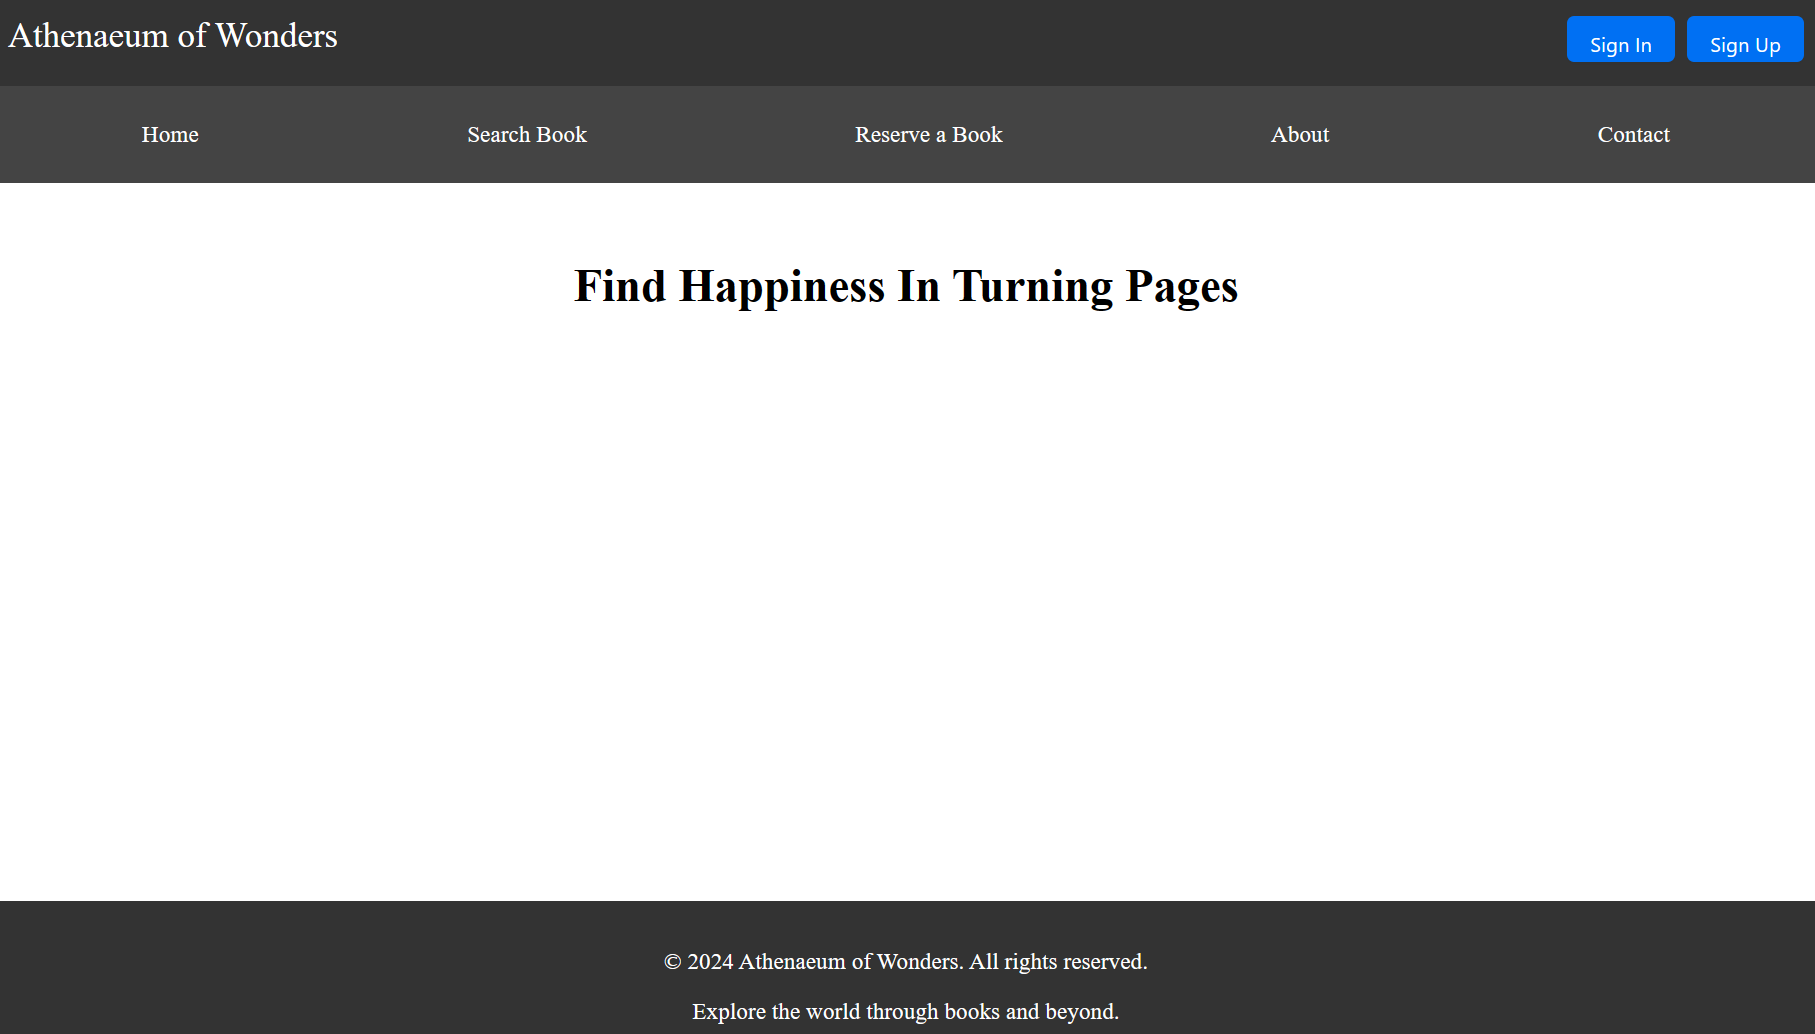 Athenaeum of Wonders
Sign In
Sign Up
Home
Search Book
Reserve a Book
About
Contact
Find Happiness In Turning Pages
© 2024 Athenaeum of Wonders. All rights reserved.
Explore the world through books and beyond.